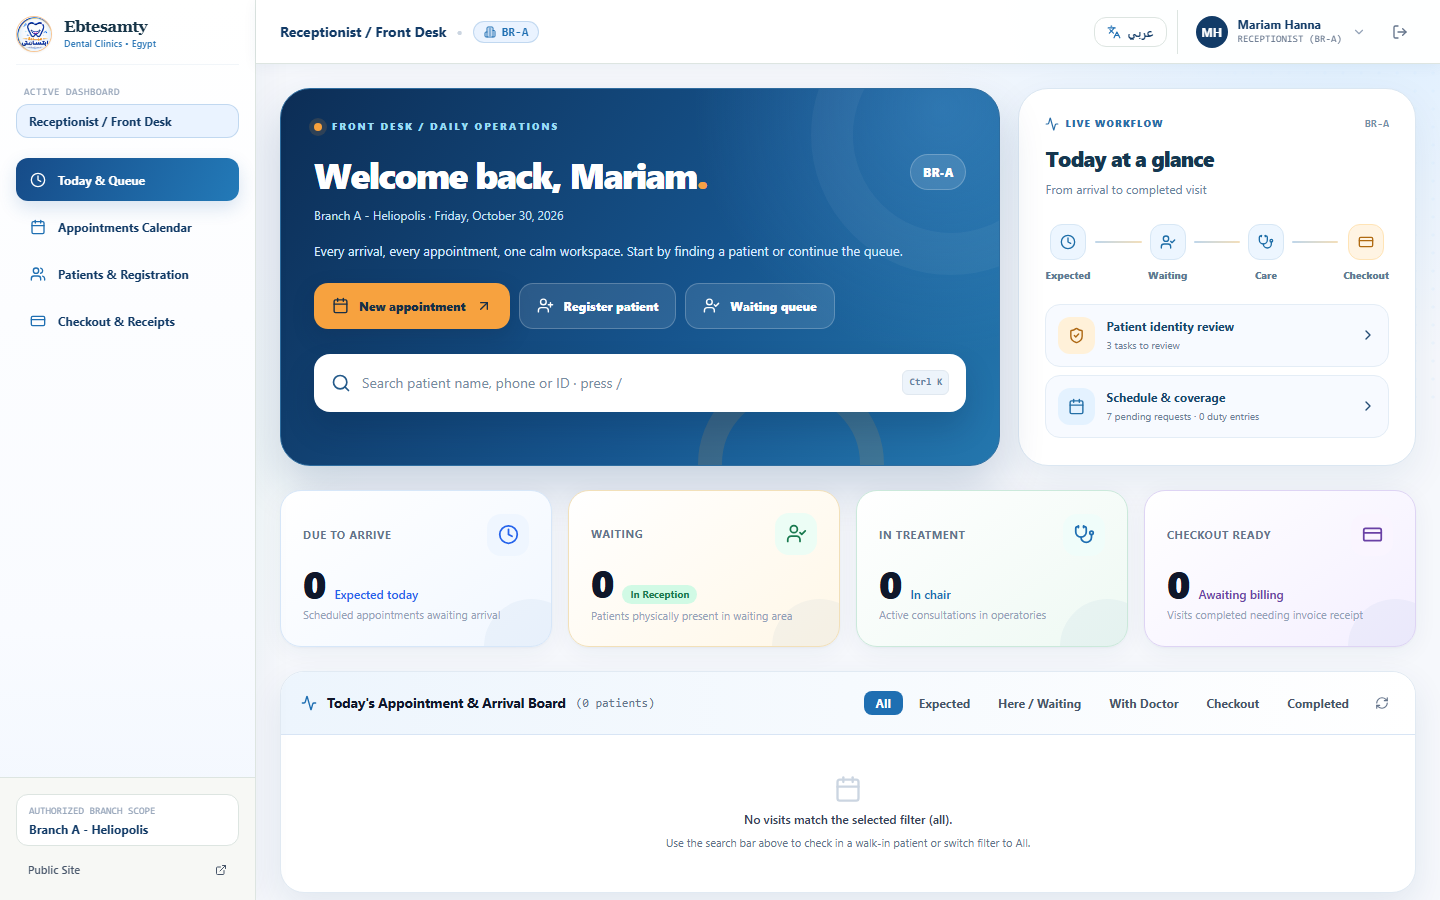 Ebtesamty
Dental Clinics • Egypt
ACTIVE DASHBOARD
Receptionist / Front Desk
Today & Queue
Appointments Calendar
Patients & Registration
Checkout & Receipts
AUTHORIZED BRANCH SCOPE
Branch A - Heliopolis
Public Site
Receptionist / Front Desk
BR-A
عربي
MH
Mariam Hanna
RECEPTIONIST (BR-A)
FRONT DESK / DAILY OPERATIONS
Welcome back, Mariam.
BR-A
Branch A - Heliopolis · Friday, October 30, 2026
Every arrival, every appointment, one calm workspace. Start by finding a patient or continue the queue.
New appointment
Register patient
Waiting queue
Search patient name, phone or ID · press /
Ctrl K
LIVE WORKFLOW
BR-A
Today at a glance
From arrival to completed visit
Expected
Waiting
Care
Checkout
Patient identity review
3 tasks to review
Schedule & coverage
7 pending requests · 0 duty entries
DUE TO ARRIVE
0 Expected today
Scheduled appointments awaiting arrival
WAITING
0 In Reception
Patients physically present in waiting area
IN TREATMENT
0 In chair
Active consultations in operatories
CHECKOUT READY
0 Awaiting billing
Visits completed needing invoice receipt
Today's Appointment & Arrival Board (0 patients)
All
Expected
Here / Waiting
With Doctor
Checkout
Completed
No visits match the selected filter (all).
Use the search bar above to check in a walk-in patient or switch filter to All.